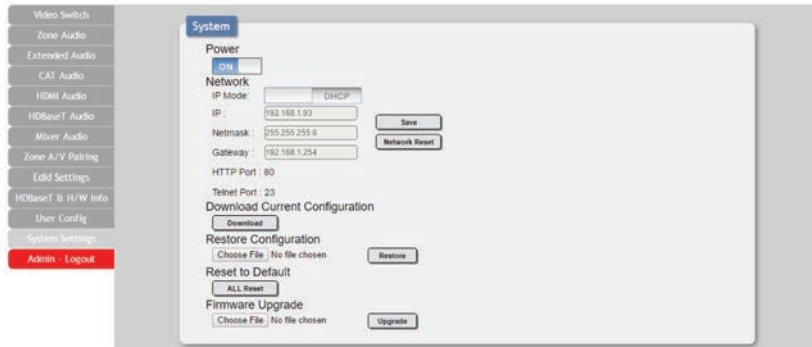 Video Switch
Zone Audio
Extended Audio
CAT Audio
HDMI Audio
HDBaseT Audio
Mixer Audio
Zone A/V Pairing
Edid Settings
HDBaseT & H/W Info
User Config
System Settings
Admin - Logout
System
Power
ON
Network
IP Mode: DHCP
IP : 192.168.1.93
Save
Netmask : 255.255.255.0
Network Reset
Gateway : 192.168.1.254
HTTP Port : 80
Telnet Port : 23
Download Current Configuration
Download
Restore Configuration
Choose File No file chosen Restore
Reset to Default
ALL Reset
Firmware Upgrade
Choose File No file chosen Upgrade